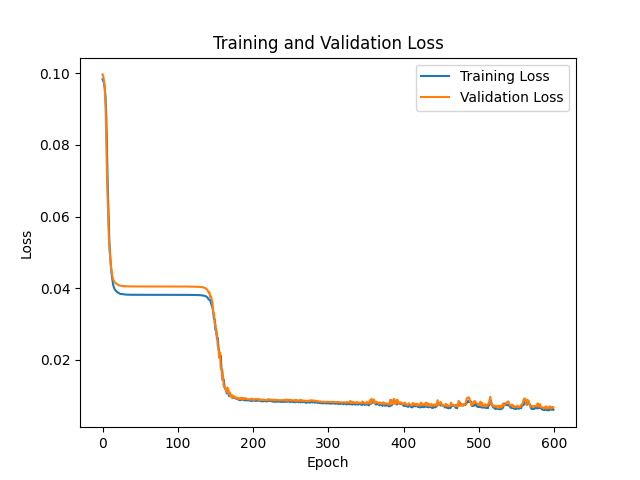 Training and Validation Loss
Training Loss
Validation Loss
0.10
0.08
0.06
0.04
0.02
Loss
0 100 200 300 400 500 600
Epoch